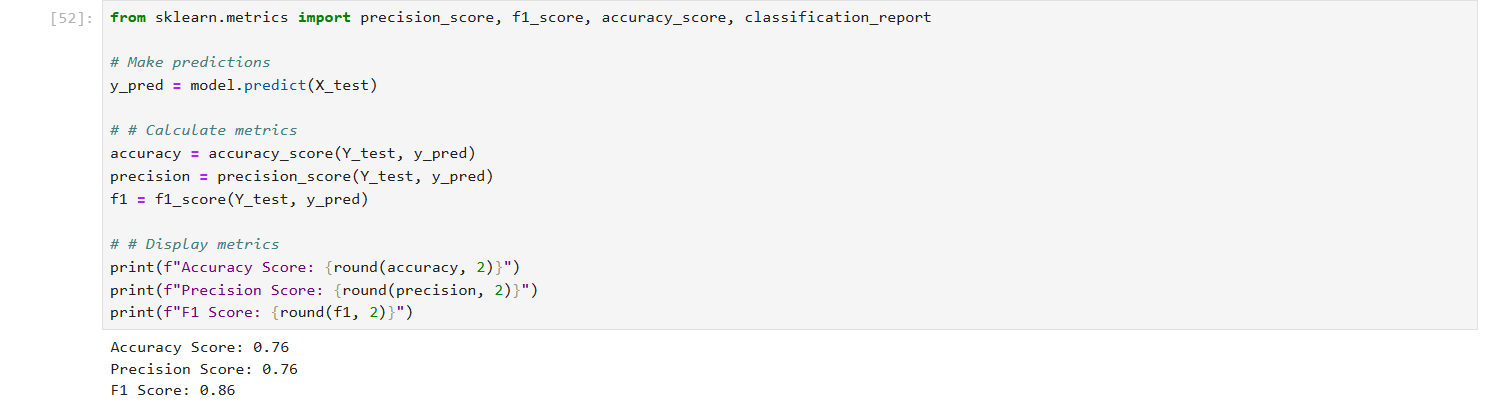 [52]: from sklearn.metrics import precision_score, f1_score, accuracy_score, classification_report
# Make predictions
y_pred = model.predict(X_test)
# # Calculate metrics
accuracy = accuracy_score(Y_test, y_pred)
precision = precision_score(Y_test, y_pred)
f1 = f1_score(Y_test, y_pred)
# # Display metrics
print(f"Accuracy Score: {round(accuracy, 2)}")
print(f"Precision Score: {round(precision, 2)}")
print(f"F1 Score: {round(f1, 2)}")
Accuracy Score: 0.76
Precision Score: 0.76
F1 Score: 0.86